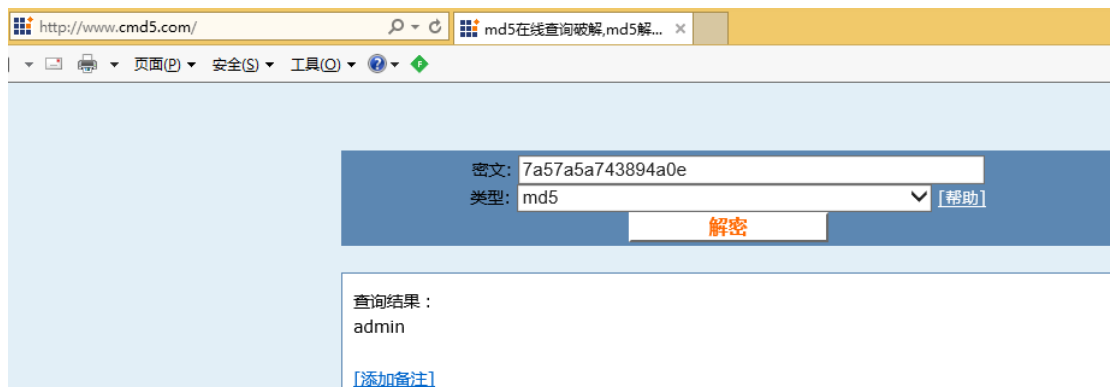 http://www.cmd5.com/
md5在线查询破解,md5解...
页面(P) 安全(S) 工具(O)
密文: 7a57a5a743894a0e
类型: md5 [帮助]
解密
查询结果：
admin
[添加备注]